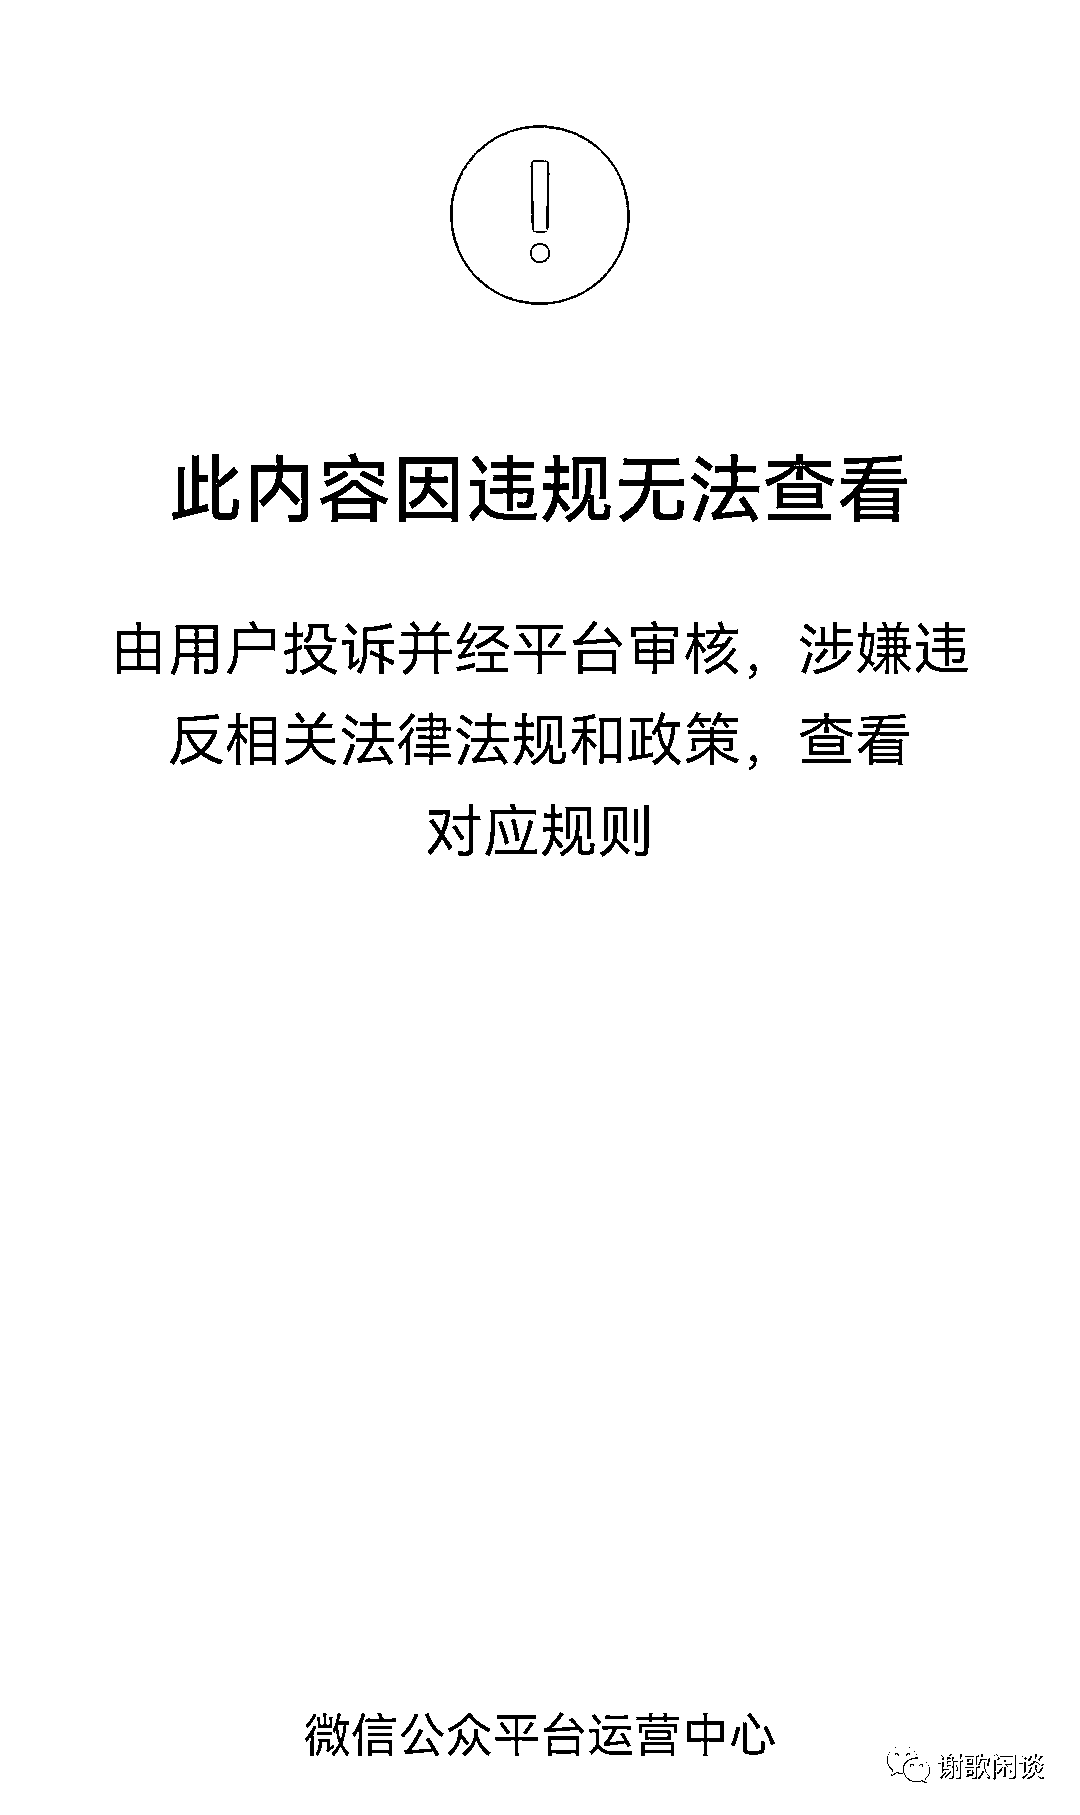 此内容因违规无法查看
由用户投诉并经平台审核，涉嫌违
反相关法律法规和政策，查看
对应规则
微信公众平台运营中心
谢歌闲谈